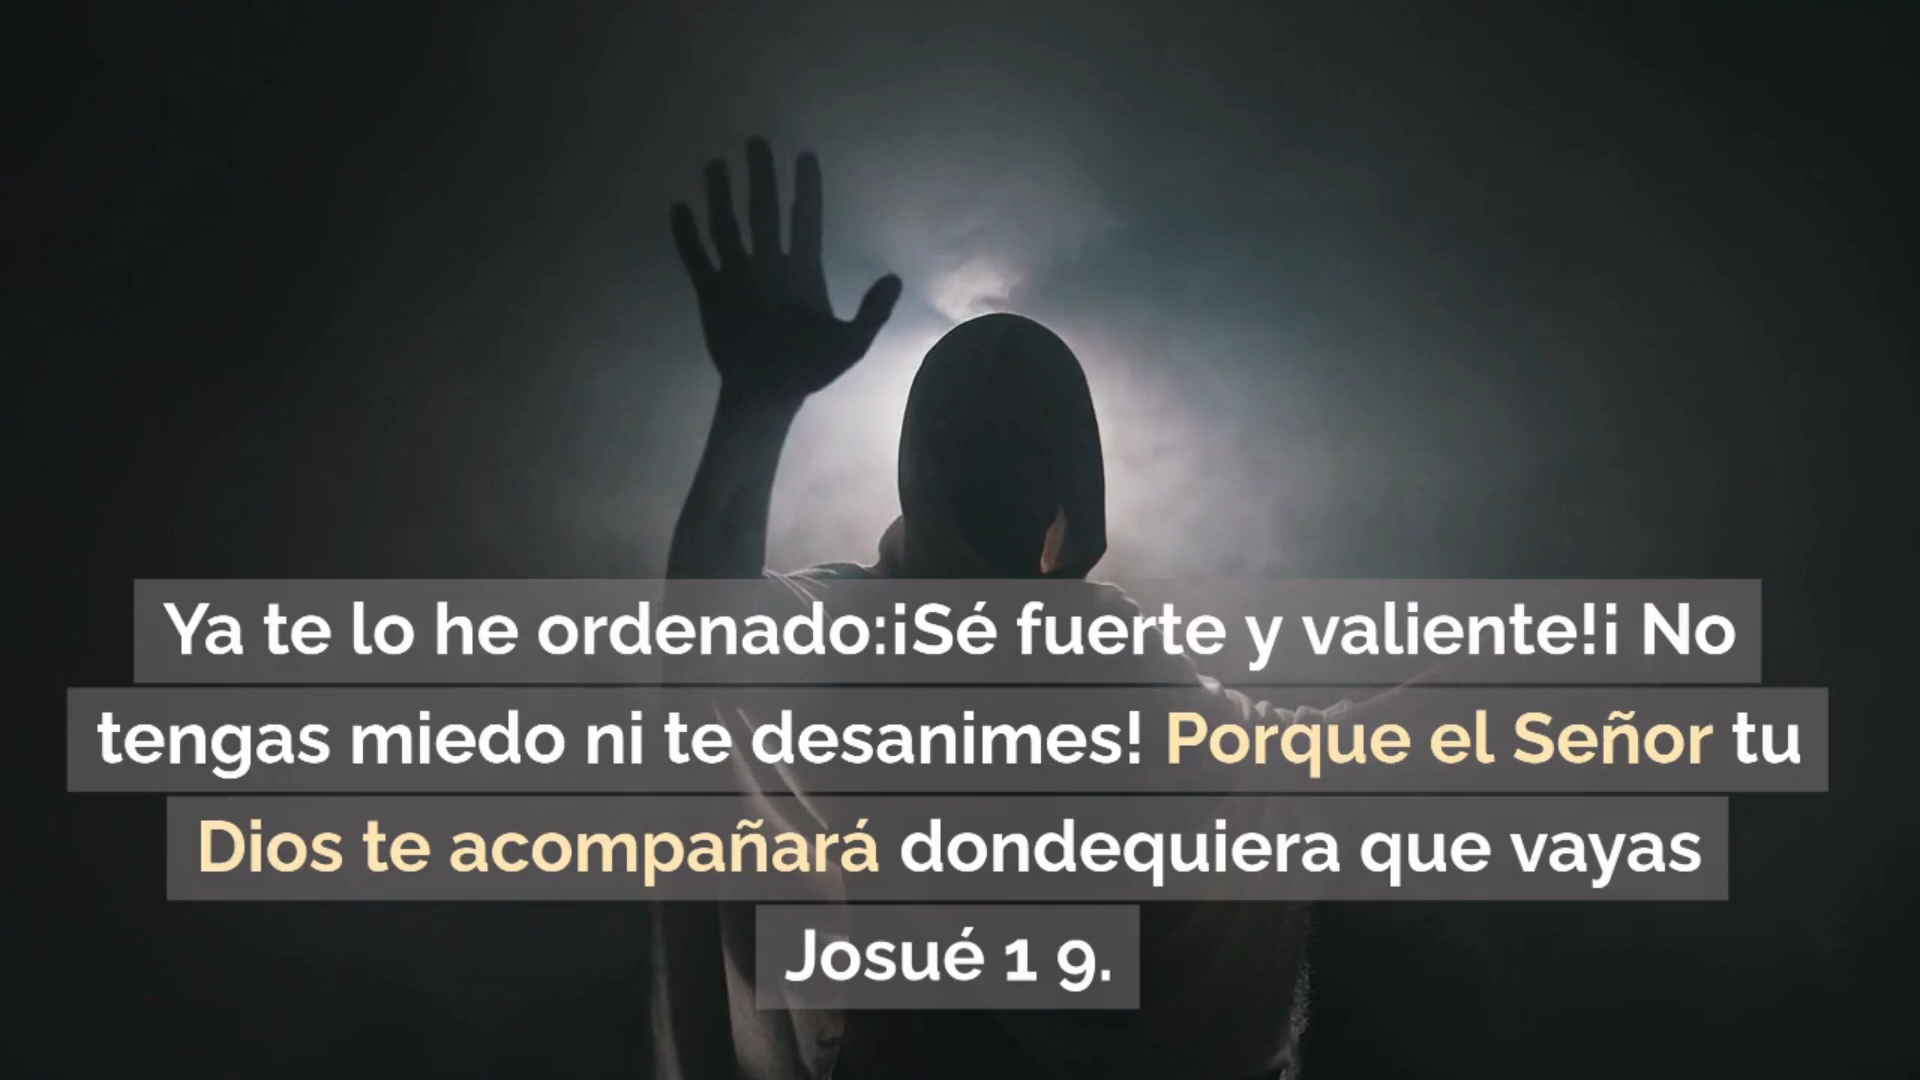 Ya te lo he ordenado:¡Sé fuerte y valiente!¡ No
tengas miedo ni te desanimes! Porque el Señor tu
Dios te acompañará dondequiera que vayas
Josué 1 9.